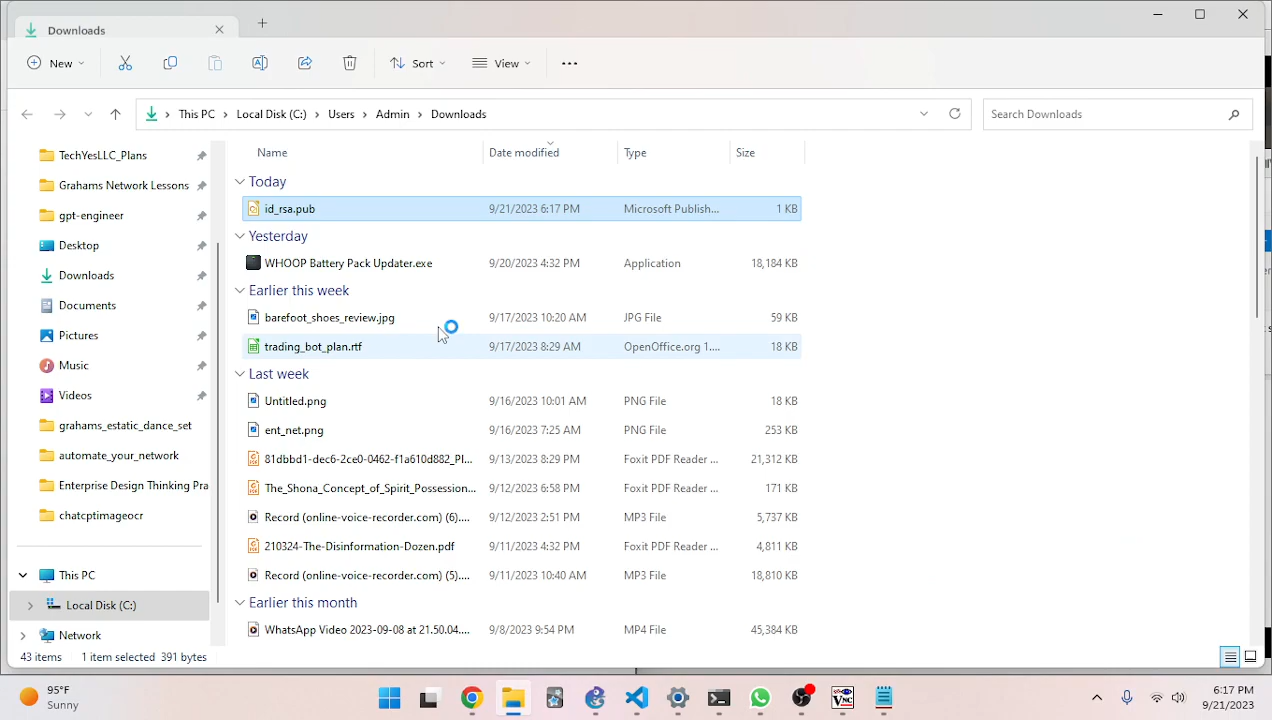 Downloads
New
Sort
View
This PC > Local Disk (C:) > Users > Admin > Downloads
Search Downloads
Name Date modified Type Size
TechYesLLC_Plans
Grahams Network Lessons
gpt-engineer
Desktop
Downloads
Documents
Pictures
Music
Videos
grahams_estatic_dance_set
automate_your_network
Enterprise Design Thinking Pra
chatcptimageocr
This PC
Local Disk (C:)
Network
Today
id_rsa.pub 9/21/2023 6:17 PM Microsoft Publish... 1 KB
Yesterday
WHOOP Battery Pack Updater.exe 9/20/2023 4:32 PM Application 18,184 KB
Earlier this week
barefoot_shoes_review.jpg 9/17/2023 10:20 AM JPG File 59 KB
trading_bot_plan.rtf 9/17/2023 8:29 AM OpenOffice.org 1.... 18 KB
Last week
Untitled.png 9/16/2023 10:01 AM PNG File 18 KB
ent_net.png 9/16/2023 7:25 AM PNG File 253 KB
81dbbd1-dec6-2ce0-0462-f1a610d882_Pl... 9/13/2023 8:29 PM Foxit PDF Reader ... 21,312 KB
The_Shona_Concept_of_Spirit_Possession... 9/12/2023 6:58 PM Foxit PDF Reader ... 171 KB
Record (online-voice-recorder.com) (6).... 9/12/2023 2:51 PM MP3 File 5,737 KB
210324-The-Disinformation-Dozen.pdf 9/11/2023 4:32 PM Foxit PDF Reader ... 4,811 KB
Record (online-voice-recorder.com) (5).... 9/11/2023 10:40 AM MP3 File 18,810 KB
Earlier this month
WhatsApp Video 2023-09-08 at 21.50.04.... 9/8/2023 9:54 PM MP4 File 45,384 KB
43 items 1 item selected 391 bytes
95°F
Sunny
VNC
6:17 PM
9/21/2023